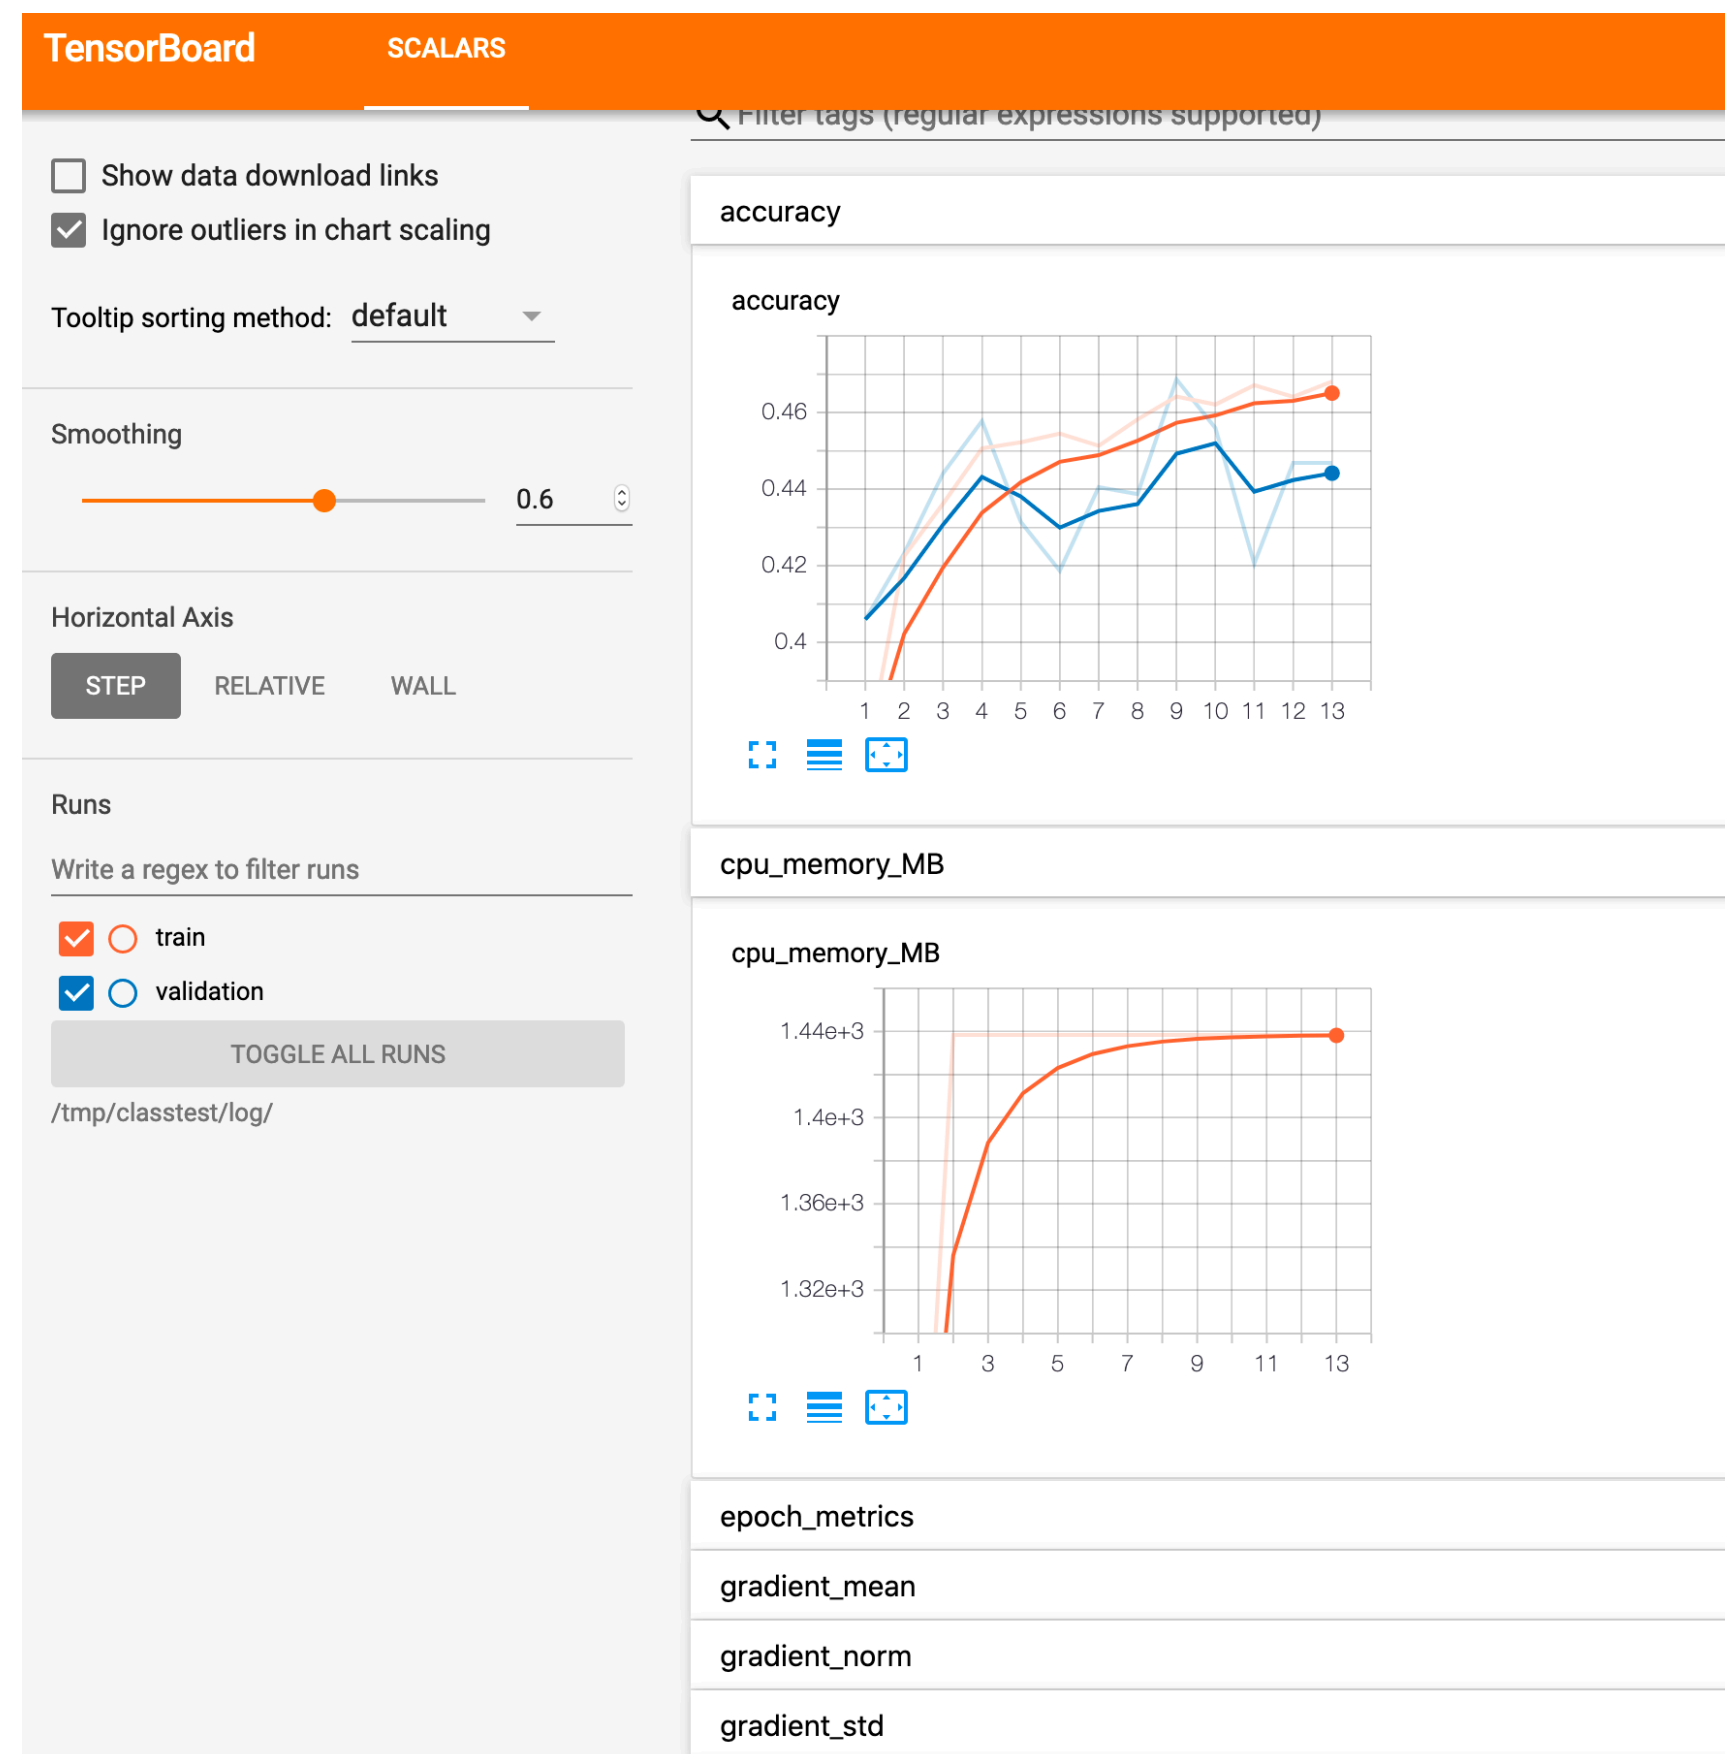 TensorBoard SCALARS
Filter tags (regular expressions supported)
Show data download links
Ignore outliers in chart scaling
Tooltip sorting method: default
Smoothing
0.6
Horizontal Axis
STEP RELATIVE WALL
Runs
Write a regex to filter runs
train
validation
TOGGLE ALL RUNS
/tmp/classtest/log/
accuracy
accuracy
0.46
0.44
0.42
0.4
1 2 3 4 5 6 7 8 9 10 11 12 13
cpu_memory_MB
cpu_memory_MB
1.44e+3
1.4e+3
1.36e+3
1.32e+3
1 3 5 7 9 11 13
epoch_metrics
gradient_mean
gradient_norm
gradient_std